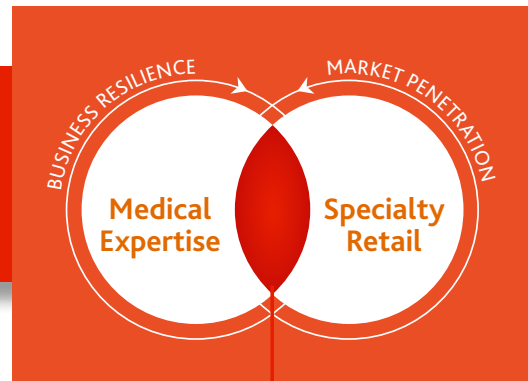 BUSINESS RESILIENCE
MARKET PENETRATION
Medical
Expertise
Specialty
Retail